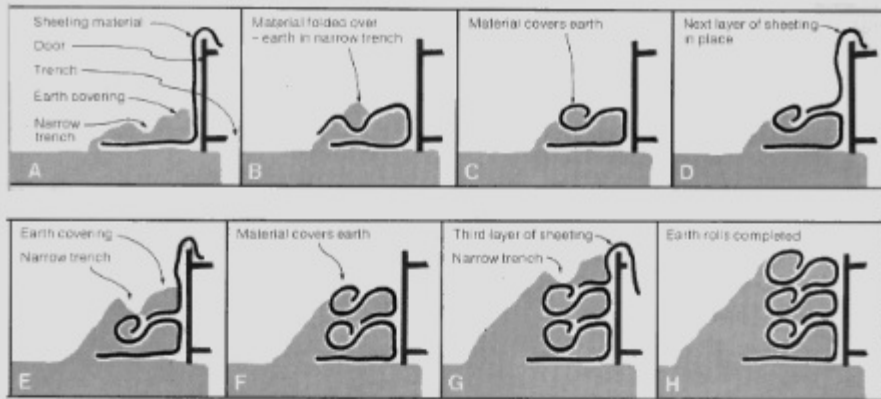 Sheeting material
Door
Trench
Earth covering
Narrow
trench
A
Material folded over
– earth in narrow trench
B
Material covers earth
C
Next layer of sheeting
in place
D
Earth covering
Narrow trench
E
Material covers earth
F
Third layer of sheeting
Narrow trench
G
Earth rolls completed
H